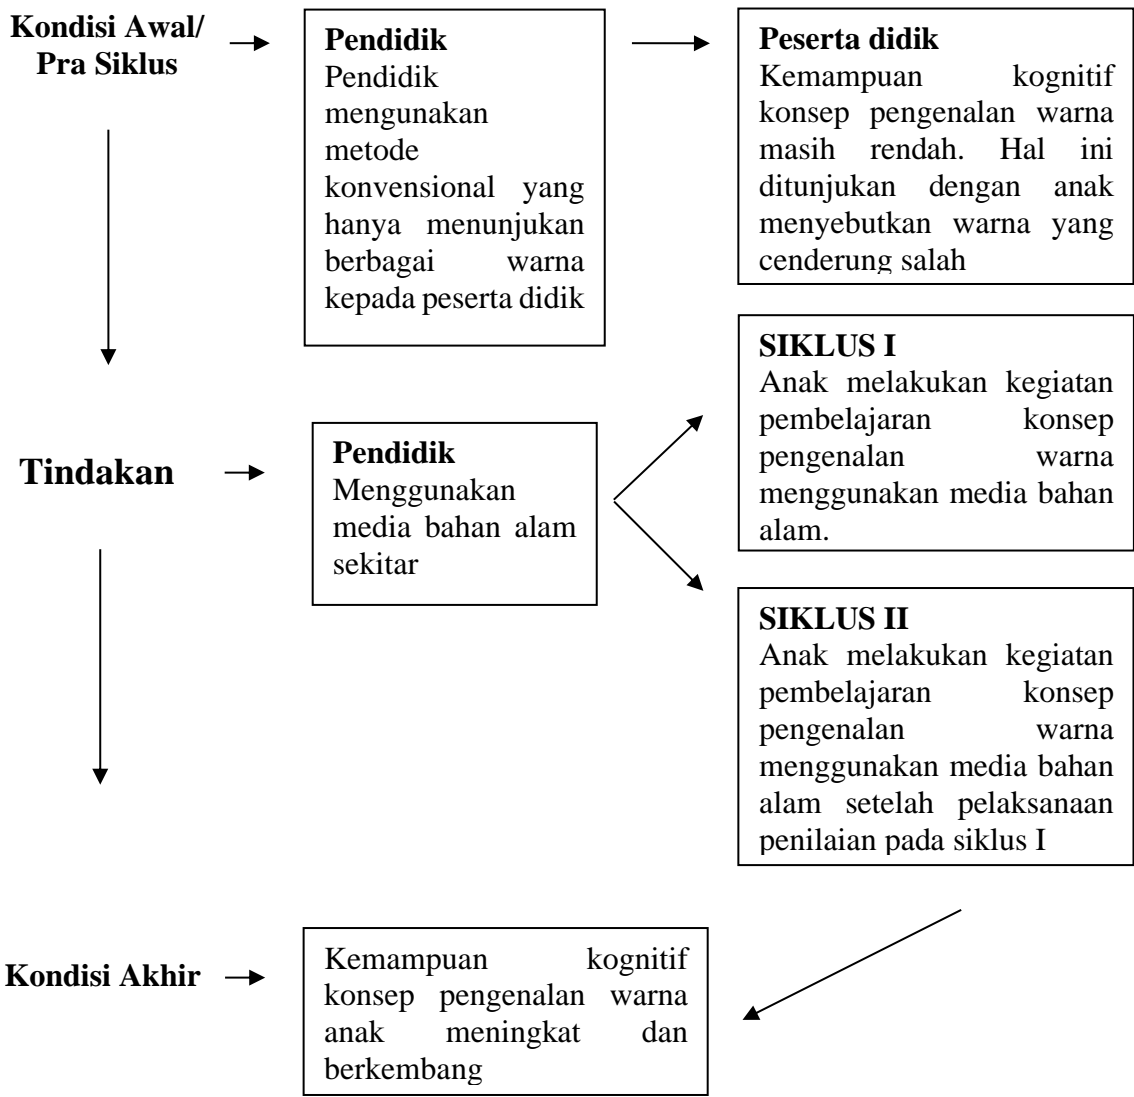 Kondisi Awal/
Pra Siklus
Pendidik
Pendidik
mengunakan
metode
konvensional yang
hanya menunjukan
berbagai warna
kepada peserta didik
Peserta didik
Kemampuan kognitif
konsep pengenalan warna
masih rendah. Hal ini
ditunjukan dengan anak
menyebutkan warna yang
cenderung salah
Tindakan
Pendidik
Menggunakan
media bahan alam
sekitar
SIKLUS I
Anak melakukan kegiatan
pembelajaran konsep
pengenalan warna
menggunakan media bahan
alam.
SIKLUS II
Anak melakukan kegiatan
pembelajaran konsep
pengenalan warna
menggunakan media bahan
alam setelah pelaksanaan
penilaian pada siklus I
Kondisi Akhir
Kemampuan kognitif
konsep pengenalan warna
anak meningkat dan
berkembang